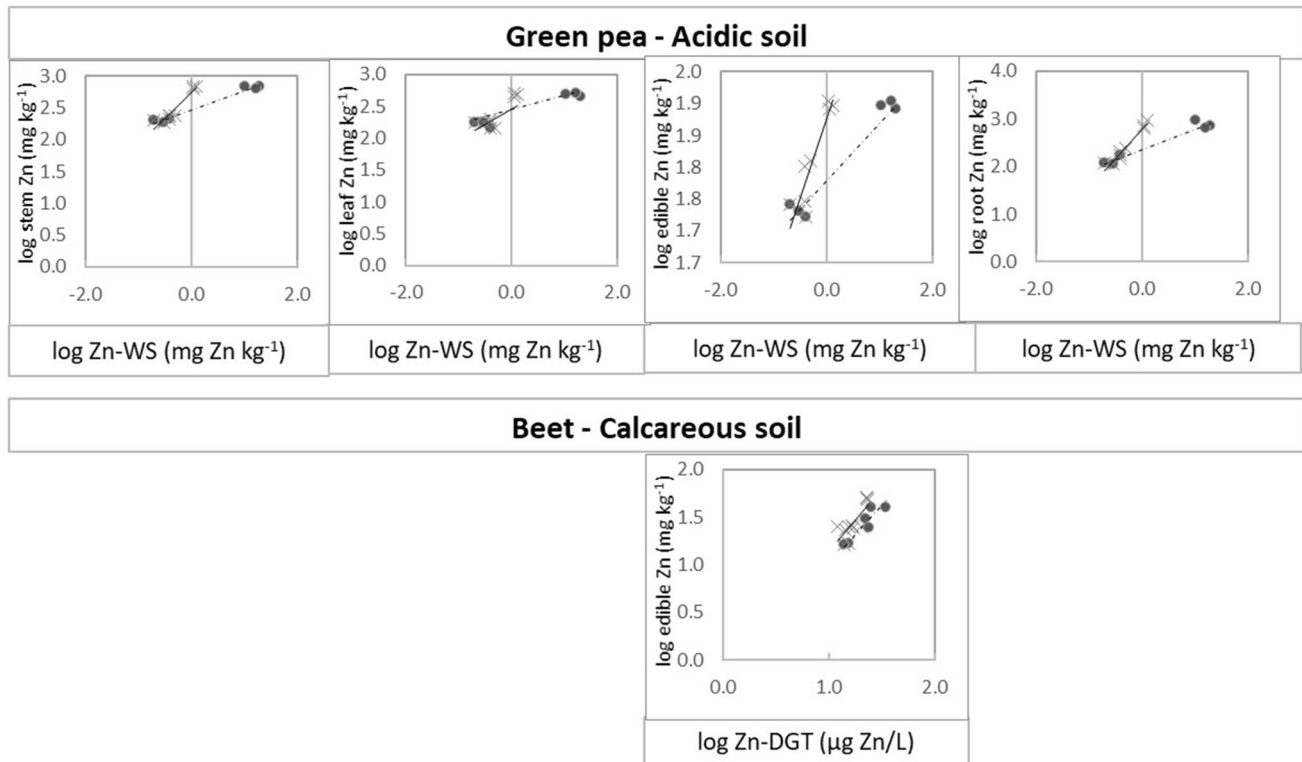 Green pea - Acidic soil
log stem Zn (mg kg⁻¹)
3.0
2.5
2.0
1.5
1.0
0.5
0.0
-2.0 0.0 2.0
log Zn-WS (mg Zn kg⁻¹)
log leaf Zn (mg kg⁻¹)
3.0
2.5
2.0
1.5
1.0
0.5
0.0
-2.0 0.0 2.0
log Zn-WS (mg Zn kg⁻¹)
log edible Zn (mg kg⁻¹)
2.0
1.9
1.9
1.8
1.8
1.7
1.7
-2.0 0.0 2.0
log Zn-WS (mg Zn kg⁻¹)
log root Zn (mg kg⁻¹)
4.0
3.0
2.0
1.0
0.0
-2.0 0.0 2.0
log Zn-WS (mg Zn kg⁻¹)
Beet - Calcareous soil
log edible Zn (mg kg⁻¹)
2.0
1.5
1.0
0.5
0.0
0.0 1.0 2.0
log Zn-DGT (µg Zn/L)